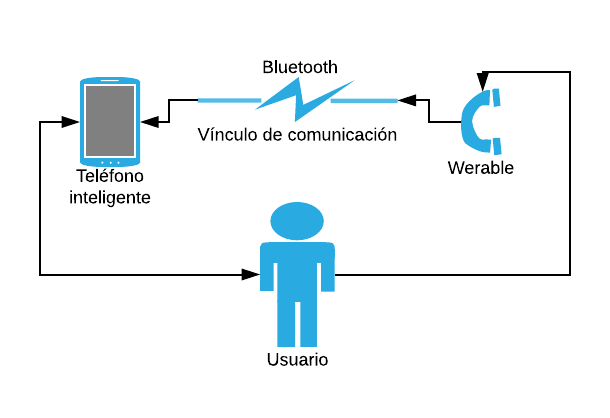 Bluetooth
Vínculo de comunicación
Teléfono
inteligente
Werable
Usuario